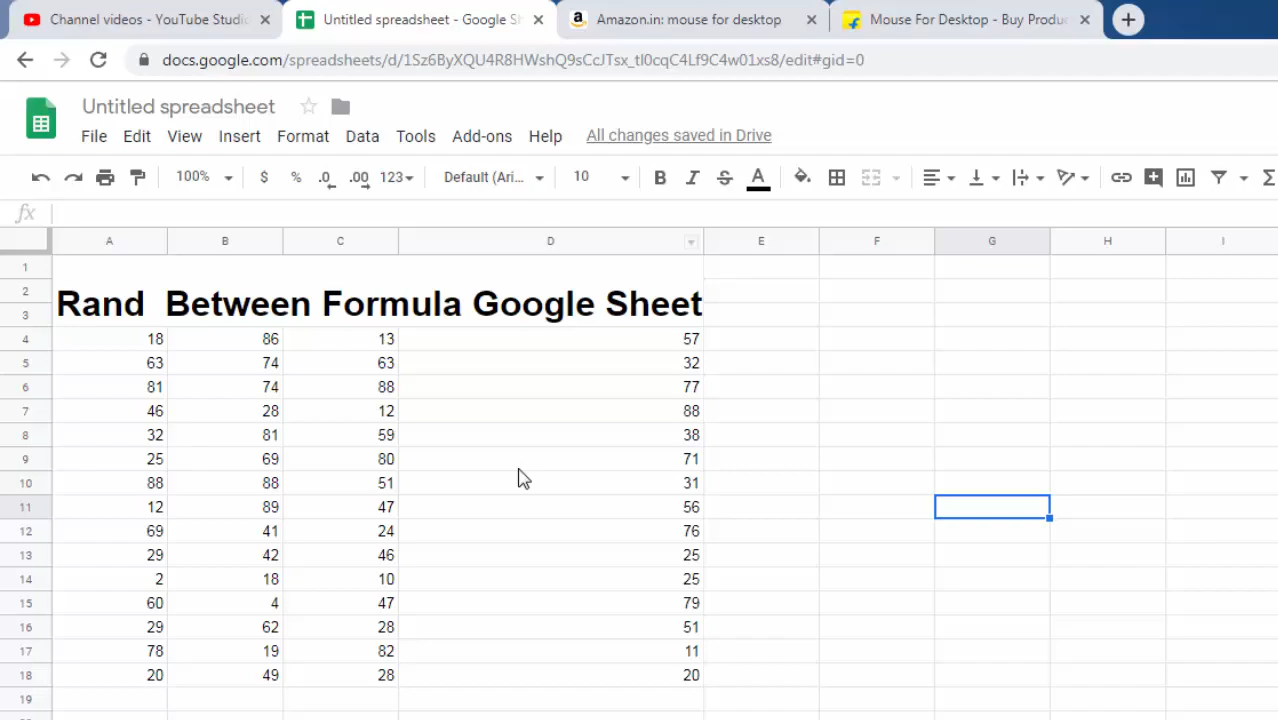 Channel videos - YouTube Studi
Untitled spreadsheet - Google Sh
Amazon.in: mouse for desktop
Mouse For Desktop - Buy Produ
docs.google.com/spreadsheets/d/1Sz6ByXQU4R8HWshQ9sCcJTsx_tl0cqC4Lf9C4w01xs8/edit#gid=0
Untitled spreadsheet
File Edit View Insert Format Data Tools Add-ons Help All changes saved in Drive
100% $ % .0 .00 123 Default (Ari... 10 B I S A Σ
fx
A B C D E F G H I
1
2
3
Rand Between Formula Google Sheet
4 18 86 13 57
5 63 74 63 32
6 81 74 88 77
7 46 28 12 88
8 32 81 59 38
9 25 69 80 71
10 88 88 51 31
11 12 89 47 56
12 69 41 24 76
13 29 42 46 25
14 2 18 10 25
15 60 4 47 79
16 29 62 28 51
17 78 19 82 11
18 20 49 28 20
19